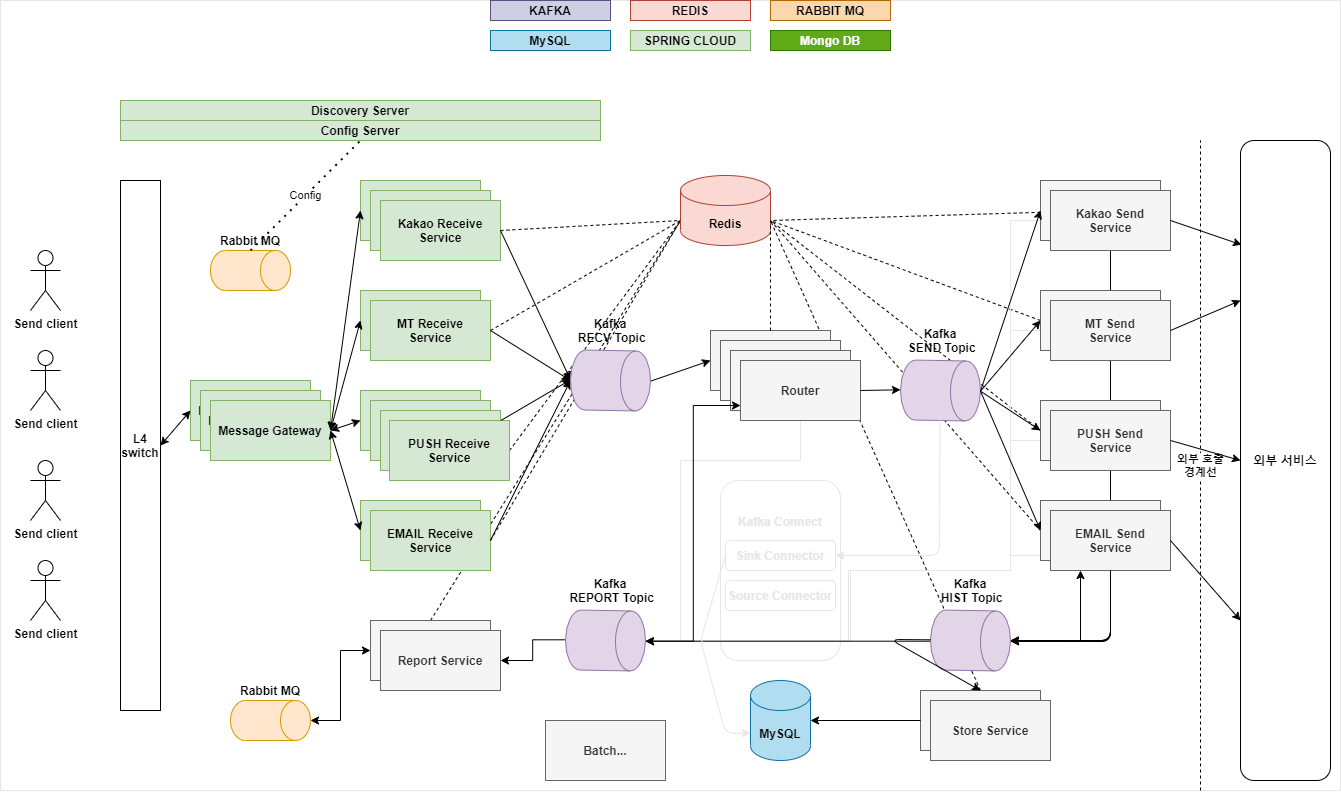 KAFKA
REDIS
RABBIT MQ
MySQL
SPRING CLOUD
Mongo DB
Discovery Server
Config Server
Config
Rabbit MQ
Kakao Receive
Service
Redis
Kakao Send
Service
Send client
MT Receive
Service
Kafka
RECV Topic
Kafka
SEND Topic
MT Send
Service
Send client
L4
switch
Message Gateway
PUSH Receive
Service
Router
PUSH Send
Service
외부 호출
경계선
외부 서비스
Send client
EMAIL Receive
Service
Kafka Connect
Sink Connector
Source Connector
EMAIL Send
Service
Send client
Kafka
REPORT Topic
Kafka
HIST Topic
Report Service
Rabbit MQ
MySQL
Store Service
Batch...